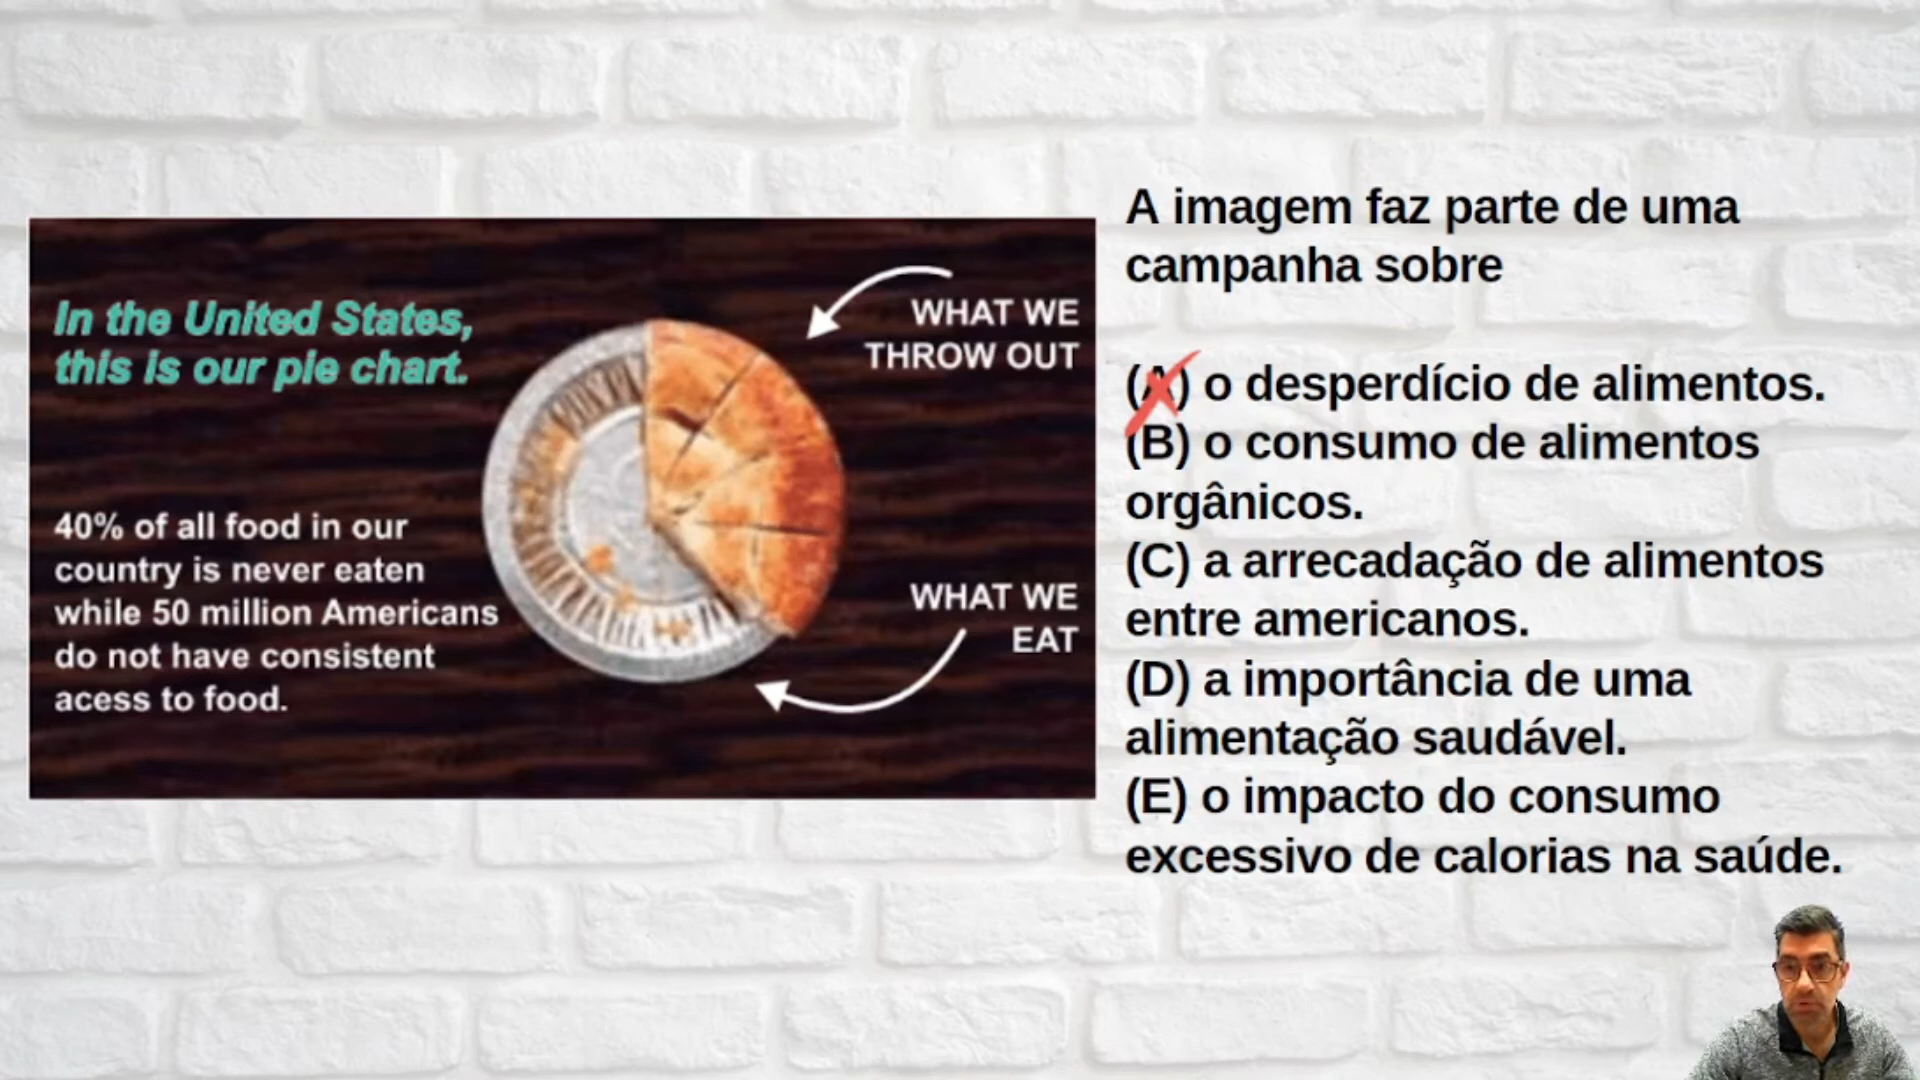 In the United States,
this is our pie chart.
40% of all food in our
country is never eaten
while 50 million Americans
do not have consistent
acess to food.
WHAT WE
THROW OUT
WHAT WE
EAT
A imagem faz parte de uma
campanha sobre
(A) o desperdício de alimentos.
(B) o consumo de alimentos
orgânicos.
(C) a arrecadação de alimentos
entre americanos.
(D) a importância de uma
alimentação saudável.
(E) o impacto do consumo
excessivo de calorias na saúde.